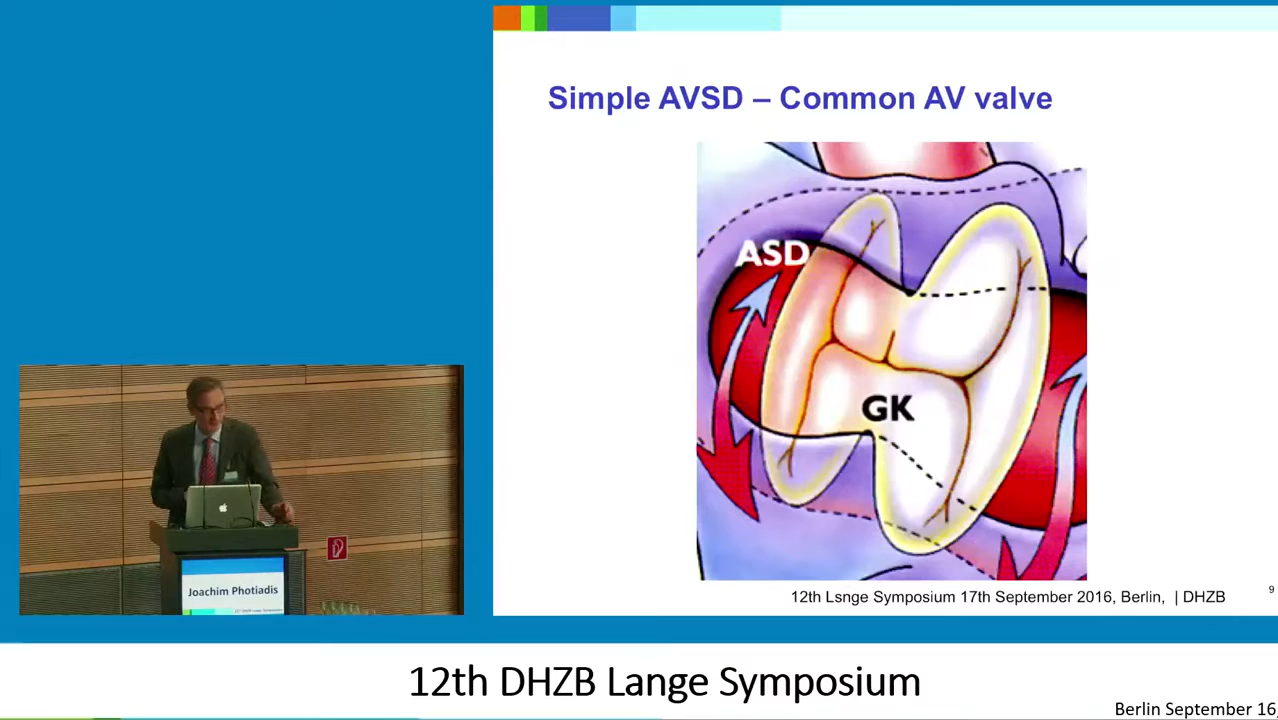 Simple AVSD – Common AV valve
ASD
GK
12th Lsnge Symposium 17th September 2016, Berlin, | DHZB
9
Joachim Photiadis
12th DHZB Lange Symposium
Berlin September 16